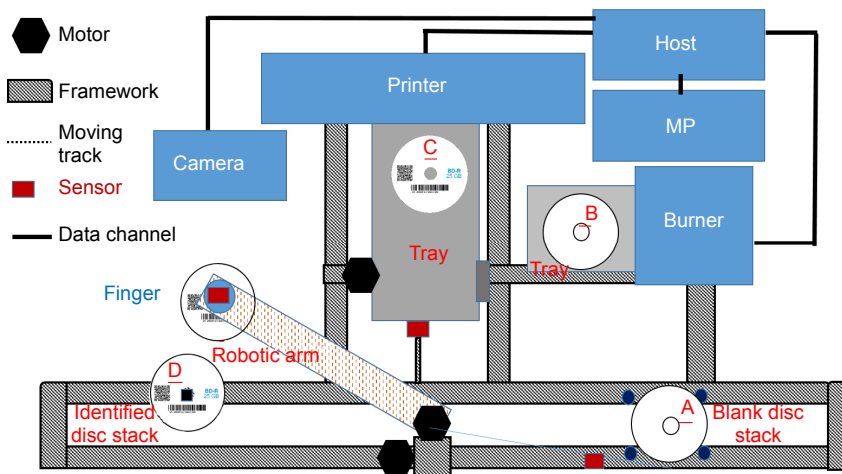 Motor
Framework
Moving
track
Sensor
Data channel
Camera
Printer
Host
MP
C
BD-R
25 GB
Tray
B
Tray
Burner
Finger
Robotic arm
D
BD-R
25 GB
Identified
disc stack
A
Blank disc
stack